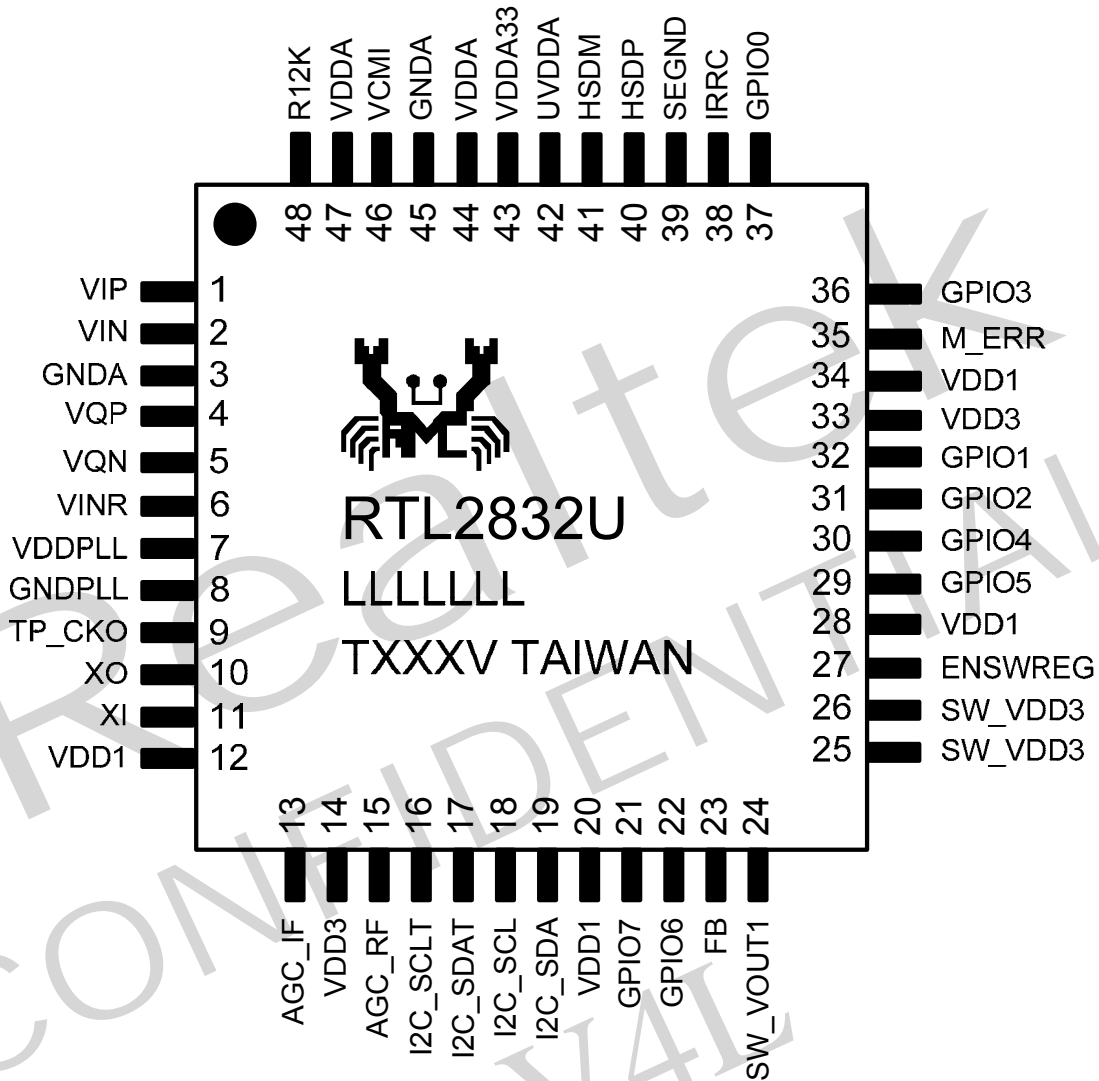 R12K
VDDA
VCMI
GNDA
VDDA
VDDA33
UVDDA
HSDM
HSDP
SEGND
IRRC
GPIO0
48
47
46
45
44
43
42
41
40
39
38
37
VIP 1
VIN 2
GNDA 3
VQP 4
VQN 5
VINR 6
VDDPLL 7
GNDPLL 8
TP_CKO 9
XO 10
XI 11
VDD1 12
RTL2832U
LLLLLLL
TXXXV TAIWAN
36 GPIO3
35 M_ERR
34 VDD1
33 VDD3
32 GPIO1
31 GPIO2
30 GPIO4
29 GPIO5
28 VDD1
27 ENSWREG
26 SW_VDD3
25 SW_VDD3
13
14
15
16
17
18
19
20
21
22
23
24
AGC_IF
VDD3
AGC_RF
I2C_SCLT
I2C_SDAT
I2C_SCL
I2C_SDA
VDD1
GPIO7
GPIO6
FB
SW_VOUT1
Realtek
CONFIDENTIAL
V4L